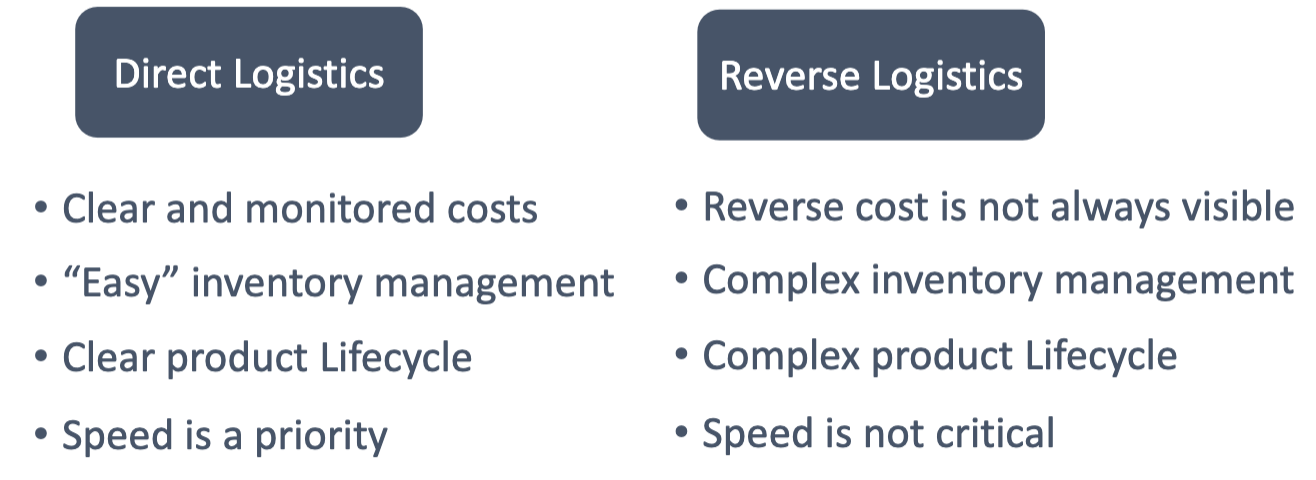 Direct Logistics
• Clear and monitored costs
• “Easy” inventory management
• Clear product Lifecycle
• Speed is a priority
Reverse Logistics
• Reverse cost is not always visible
• Complex inventory management
• Complex product Lifecycle
• Speed is not critical